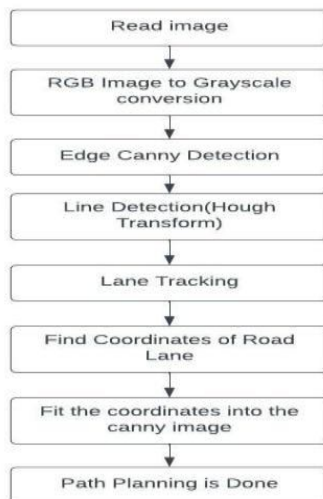 Read image
RGB Image to Grayscale
conversion
Edge Canny Detection
Line Detection(Hough
Transform)
Lane Tracking
Find Coordinates of Road
Lane
Fit the coordinates into the
canny image
Path Planning is Done